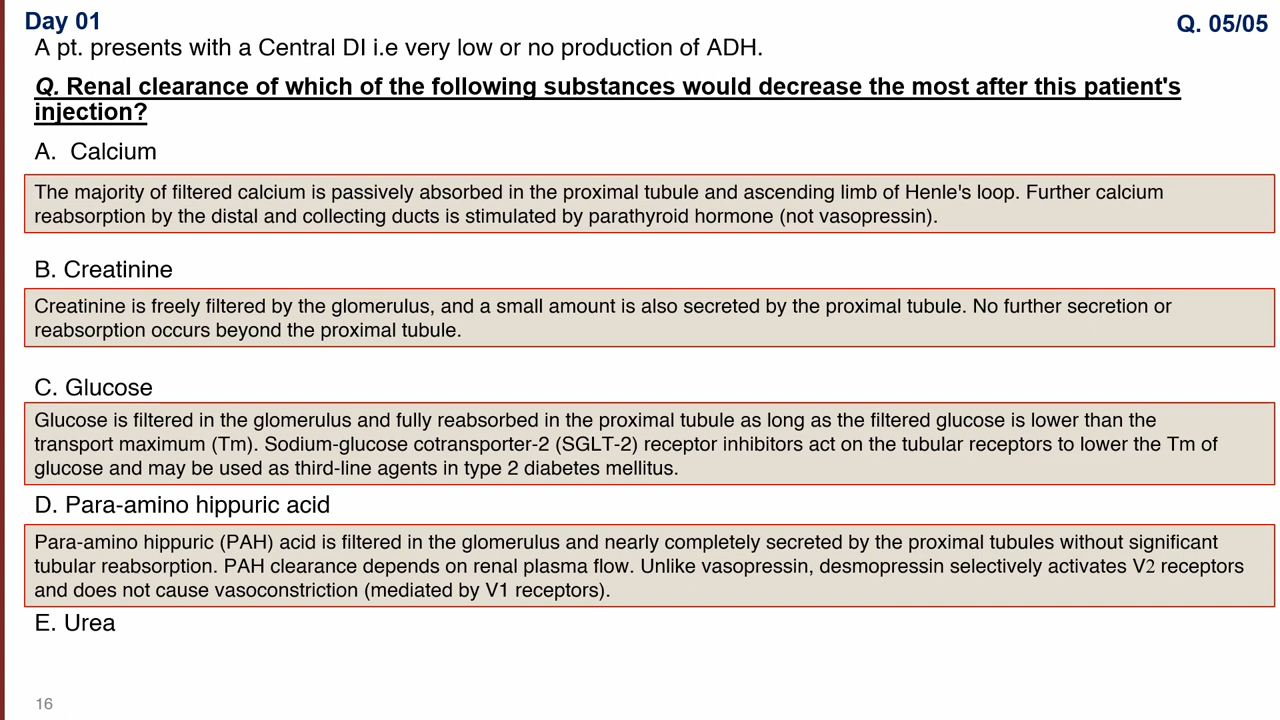 Day 01
Q. 05/05
A pt. presents with a Central DI i.e very low or no production of ADH.
Q. Renal clearance of which of the following substances would decrease the most after this patient's
injection?
A. Calcium
The majority of filtered calcium is passively absorbed in the proximal tubule and ascending limb of Henle's loop. Further calcium
reabsorption by the distal and collecting ducts is stimulated by parathyroid hormone (not vasopressin).
B. Creatinine
Creatinine is freely filtered by the glomerulus, and a small amount is also secreted by the proximal tubule. No further secretion or
reabsorption occurs beyond the proximal tubule.
C. Glucose
Glucose is filtered in the glomerulus and fully reabsorbed in the proximal tubule as long as the filtered glucose is lower than the
transport maximum (Tm). Sodium-glucose cotransporter-2 (SGLT-2) receptor inhibitors act on the tubular receptors to lower the Tm of
glucose and may be used as third-line agents in type 2 diabetes mellitus.
D. Para-amino hippuric acid
Para-amino hippuric (PAH) acid is filtered in the glomerulus and nearly completely secreted by the proximal tubules without significant
tubular reabsorption. PAH clearance depends on renal plasma flow. Unlike vasopressin, desmopressin selectively activates V2 receptors
and does not cause vasoconstriction (mediated by V1 receptors).
E. Urea
16